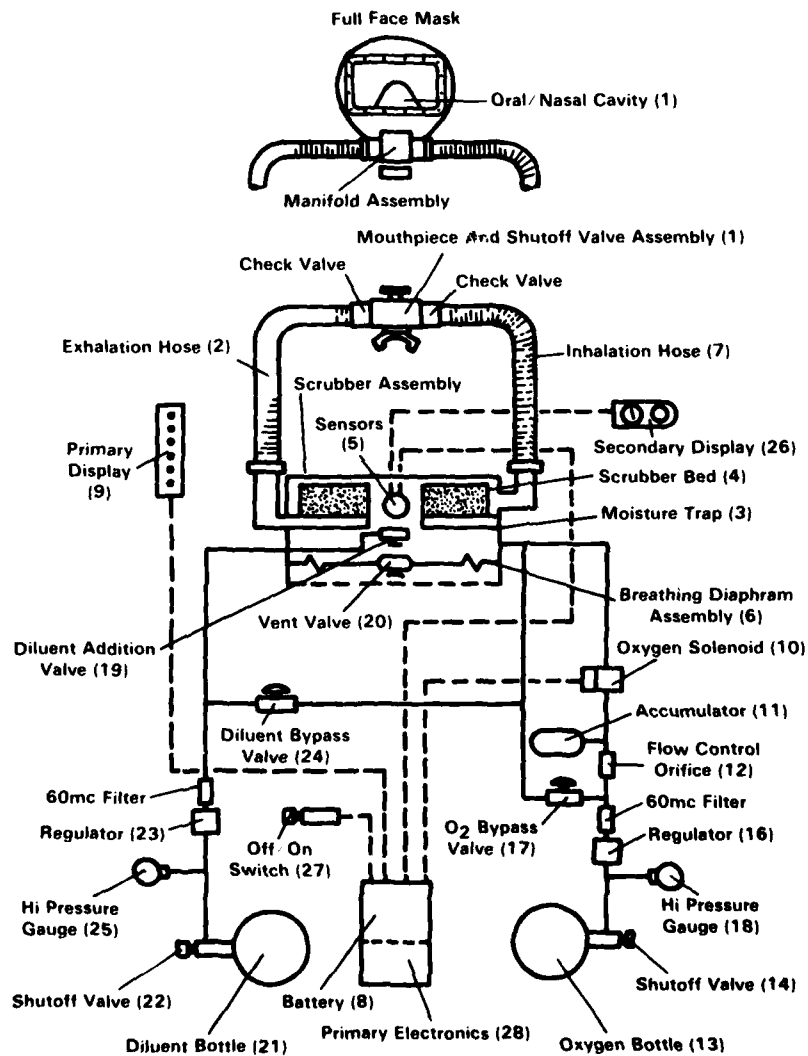 Full Face Mask
Oral/Nasal Cavity (1)
Manifold Assembly
Mouthpiece And Shutoff Valve Assembly (1)
Check Valve
Check Valve
Exhalation Hose (2)
Inhalation Hose (7)
Scrubber Assembly
Sensors
(5)
Primary
Display
(9)
Secondary
Display (26)
Scrubber Bed (4)
Moisture Trap (3)
Breathing Diaphram
Assembly (6)
Vent Valve (20)
Diluent Addition
Valve (19)
Oxygen Solenoid (10)
Accumulator (11)
Diluent Bypass
Valve (24)
Flow Control
Orifice (12)
60mc Filter
60mc Filter
Regulator (23)
Off/On
Switch (27)
O2 Bypass
Valve (17)
Regulator (16)
Hi Pressure
Gauge (25)
Hi Pressure
Gauge (18)
Shutoff Valve (22)
Shutoff Valve (14)
Battery (8)
Diluent Bottle (21)
Primary Electronics (28)
Oxygen Bottle (13)